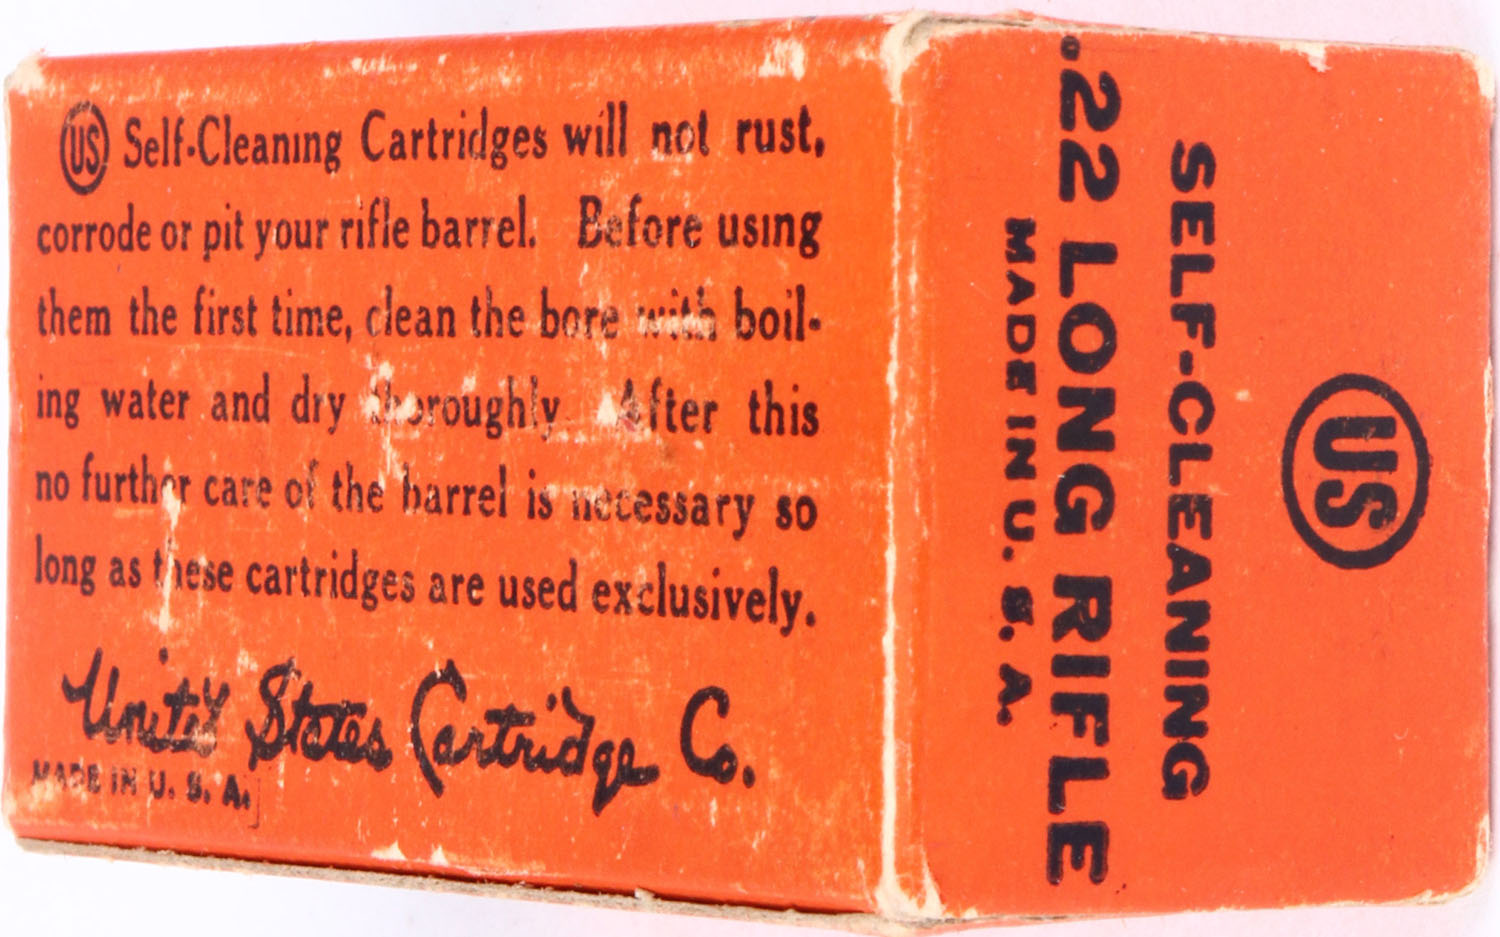 US Self-Cleaning Cartridges will not rust,
corrode or pit your rifle barrel. Before using
them the first time, clean the bore with boil-
ing water and dry thoroughly. After this
no further care of the barrel is necessary so
long as these cartridges are used exclusively.
United States Cartridge Co.
MADE IN U. S. A.
US
SELF-CLEANING
.22 LONG RIFLE
MADE IN U. S. A.